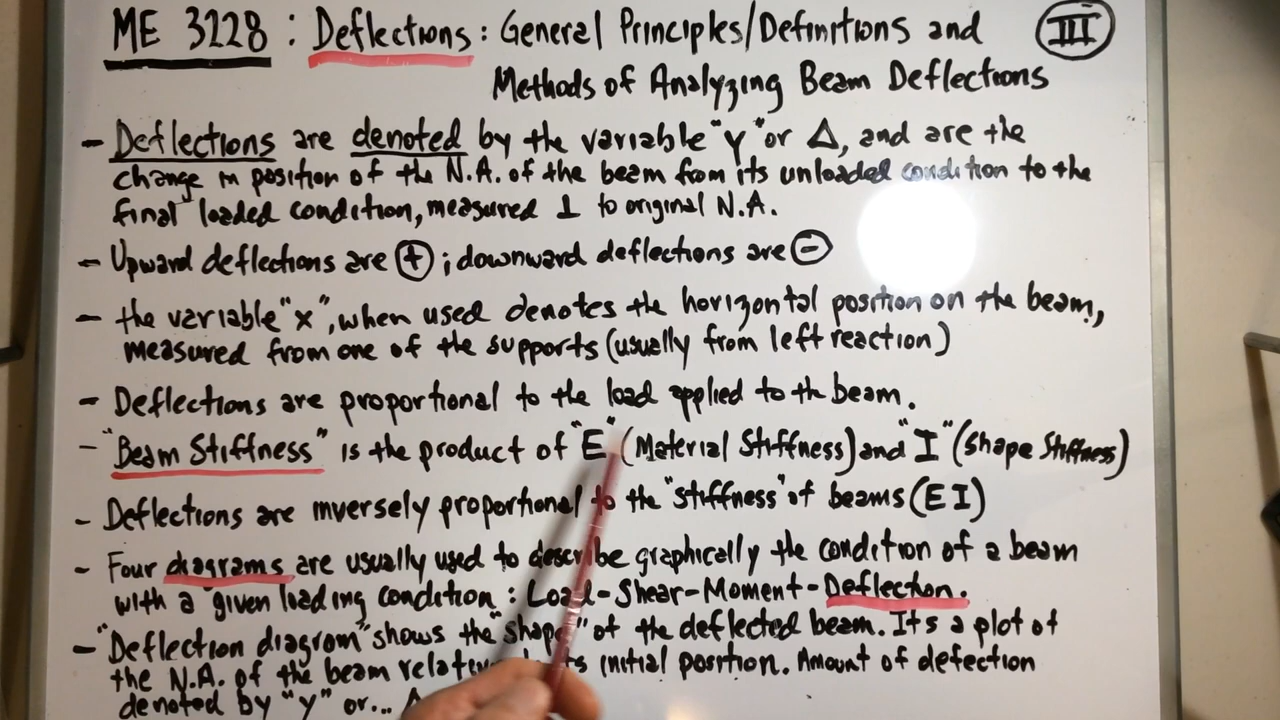 ME 3228 : Deflections : General Principles/Definitions and
III
Methods of Analyzing Beam Deflections
- Deflections are denoted by the variable "y" or Δ, and are the
change in position of the N.A. of the beam from its unloaded condition to the
final loaded condition, measured ⊥ to original N.A.
- Upward deflections are + ; downward deflections are -
- the variable "x", when used denotes the horizontal position on the beam,
measured from one of the supports (usually from left reaction)
- Deflections are proportional to the load applied to th beam.
- "Beam Stiffness" is the product of "E" (Material Stiffness) and "I" (Shape Stiffness)
- Deflections are inversely proportional to the "stiffness" of beams (EI)
- Four diagrams are usually used to describe graphically the condition of a beam
with a given loading condition : Load-Shear-Moment-Deflection.
- "Deflection diagram" shows the "shape" of the deflected beam. It's a plot of
the N.A. of the beam initial position. Amount of defection
denoted by "y" or...